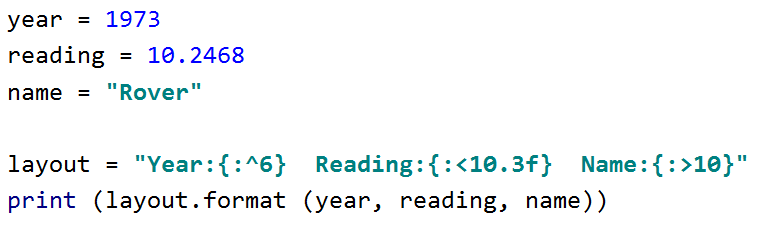 year = 1973
reading = 10.2468
name = "Rover"
layout = "Year:{:^6}  Reading:{:<10.3f}  Name:{:>10}"
print (layout.format (year, reading, name))